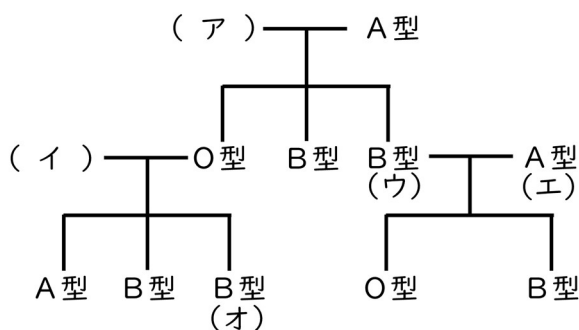 ( ア ) A型
( イ ) O型 B型 B型 A型
(ウ) (エ)
A型 B型 B型 O型 B型
(オ)